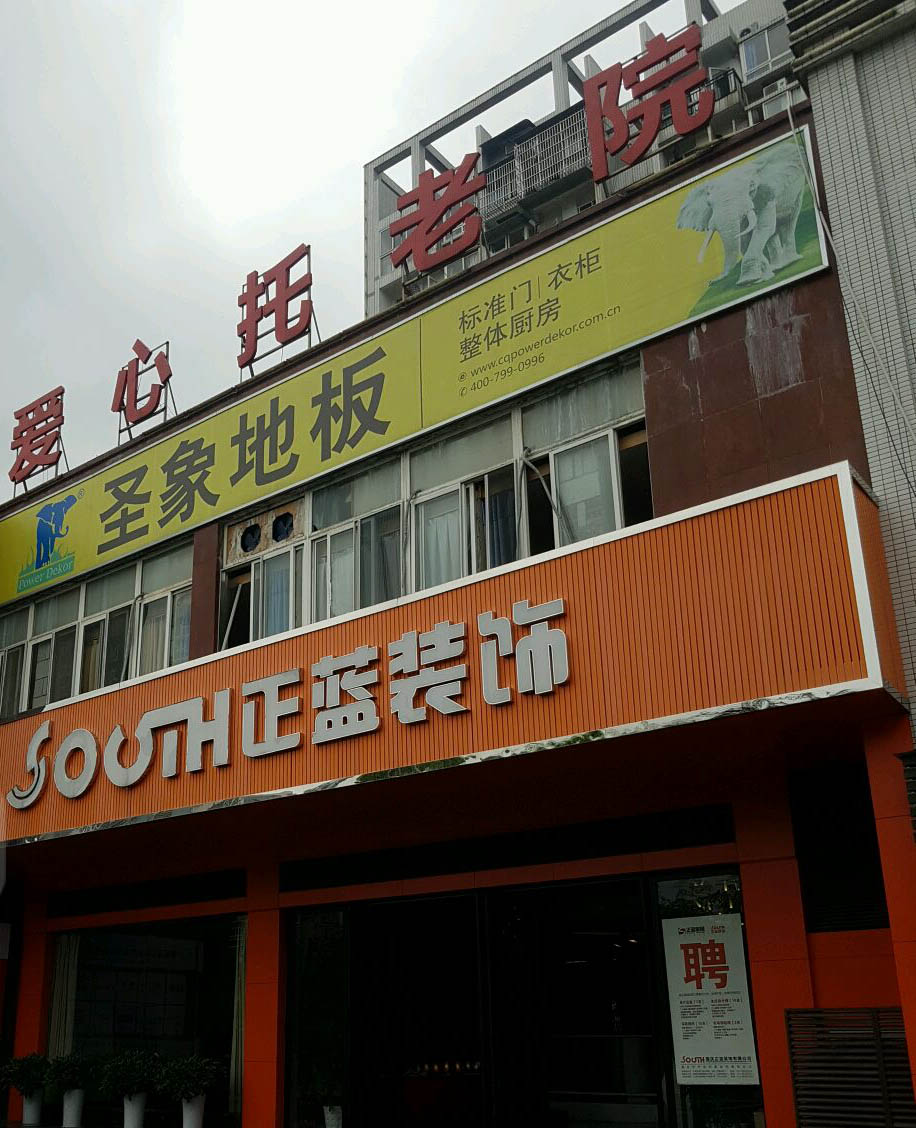 爱心托老院
圣象地板
Power Dekor
标准门|衣柜
整体厨房
www.cqpowerdekor.com.cn
400-799-0996
SOUTH正蓝装饰
聘
SOUTH